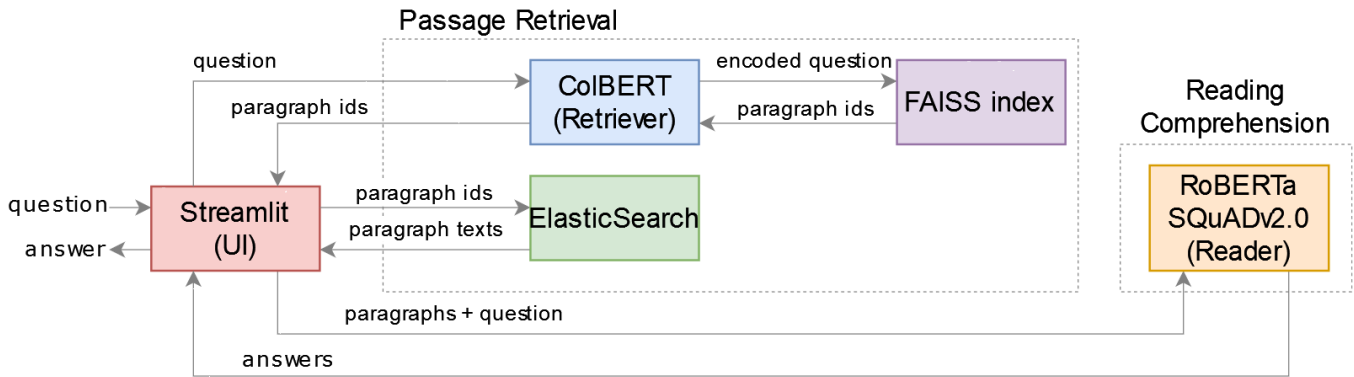 Passage Retrieval
question
encoded question
ColBERT
(Retriever)
FAISS index
paragraph ids
paragraph ids
Reading
Comprehension
question
answer
Streamlit
(UI)
paragraph ids
paragraph texts
ElasticSearch
RoBERTa
SQuADv2.0
(Reader)
paragraphs + question
answers